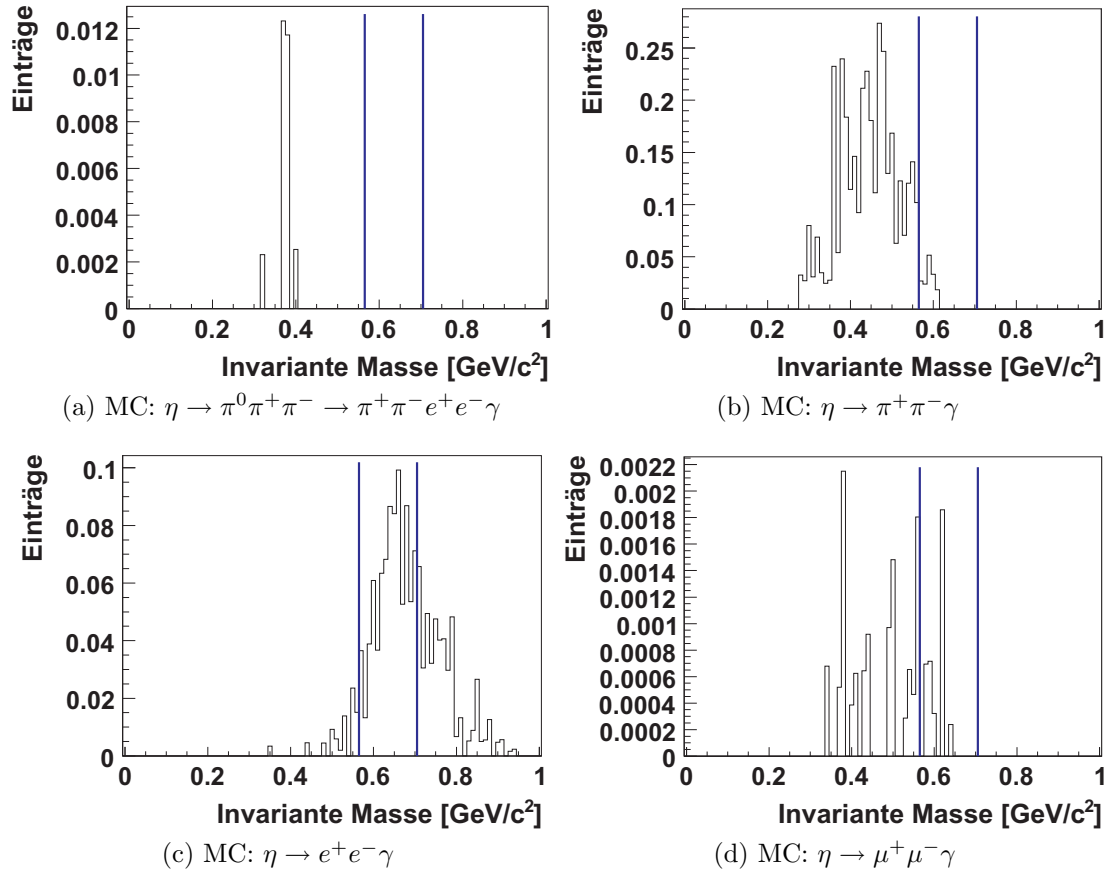 Einträge
0.012
0.01
0.008
0.006
0.004
0.002
0
0 0.2 0.4 0.6 0.8 1
Invariante Masse [GeV/c²]
(a) MC: η → π⁰π⁺π⁻ → π⁺π⁻e⁺e⁻γ
Einträge
0.25
0.2
0.15
0.1
0.05
0
0 0.2 0.4 0.6 0.8 1
Invariante Masse [GeV/c²]
(b) MC: η → π⁺π⁻γ
Einträge
0.1
0.08
0.06
0.04
0.02
0
0 0.2 0.4 0.6 0.8 1
Invariante Masse [GeV/c²]
(c) MC: η → e⁺e⁻γ
Einträge
0.0022
0.002
0.0018
0.0016
0.0014
0.0012
0.001
0.0008
0.0006
0.0004
0.0002
0
0 0.2 0.4 0.6 0.8 1
Invariante Masse [GeV/c²]
(d) MC: η → μ⁺μ⁻γ